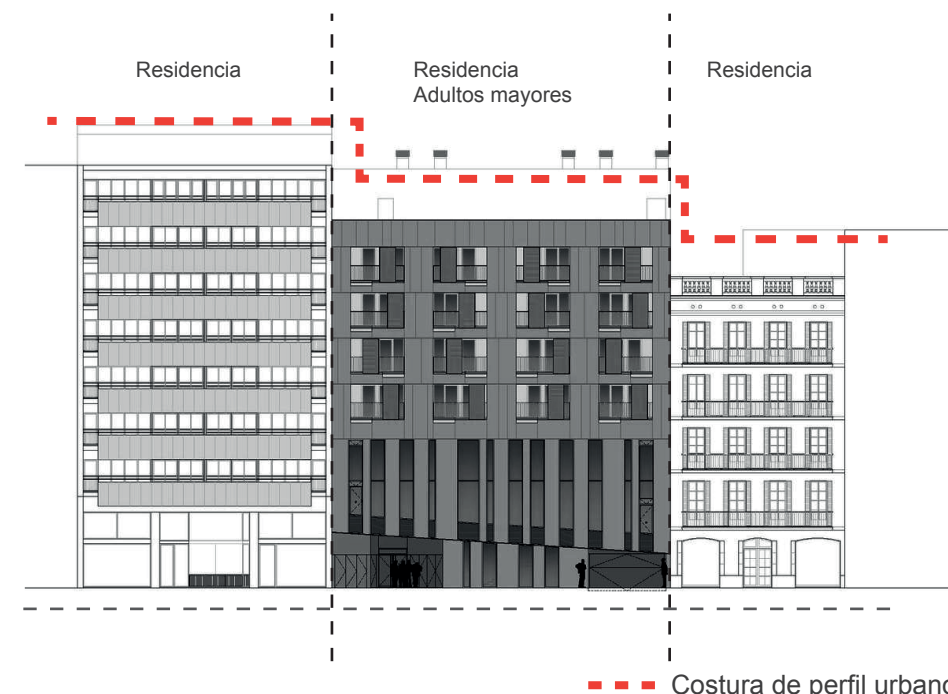 Residencia
Residencia
Adultos mayores
Residencia
Costura de perfil urbano